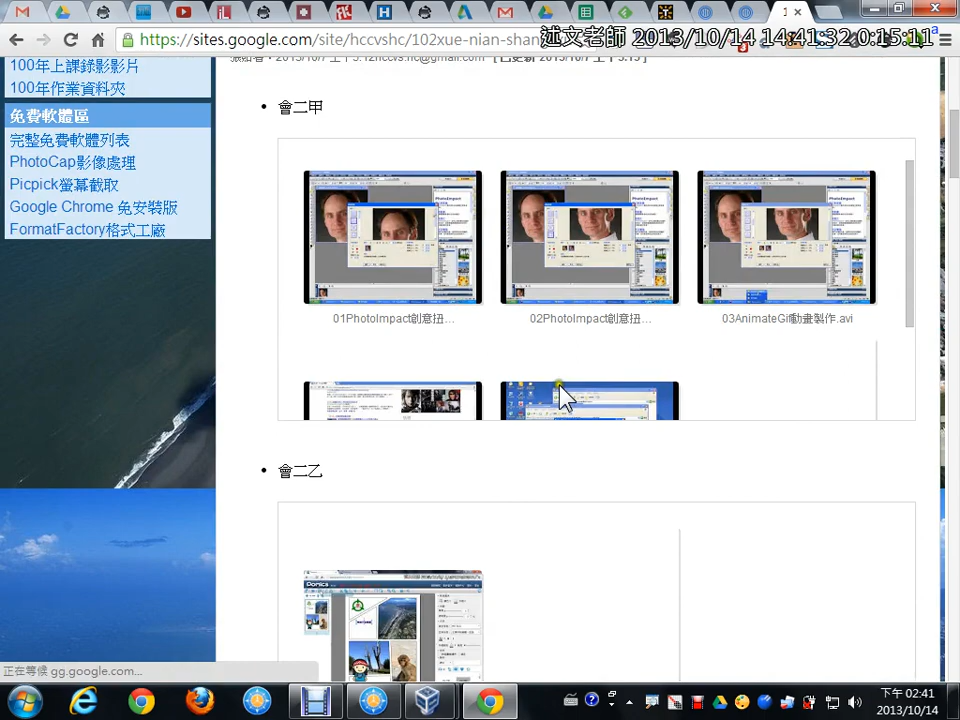 https://sites.google.com/site/hccvshc/102xue-nian-shan
述文老師 2013/10/14 14:41:32 0:15:11
100年上課錄影影片
100年作業資料夾
免費軟體區
完整免費軟體列表
PhotoCap影像處理
Picpick螢幕截取
Google Chrome 免安裝版
FormatFactory格式工廠
會二甲
01PhotoImpact創意扭…
02PhotoImpact創意扭…
03AnimateGif動畫製作.avi
會二乙
正在等候 gg.google.com...
下午 02:41
2013/10/14